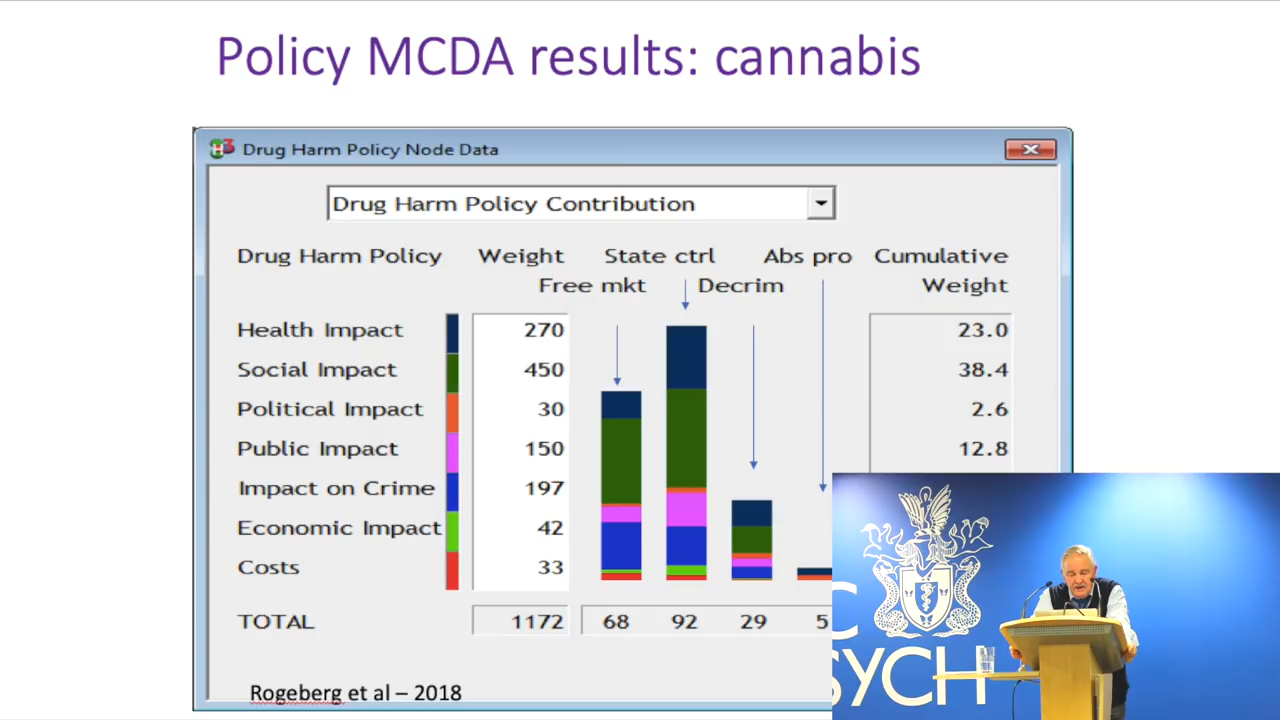 Policy MCDA results: cannabis
Drug Harm Policy Node Data
Drug Harm Policy Contribution
Drug Harm Policy Weight State ctrl Abs pro Cumulative
Free mkt Decrim Weight
Health Impact 270 23.0
Social Impact 450 38.4
Political Impact 30 2.6
Public Impact 150 12.8
Impact on Crime 197
Economic Impact 42
Costs 33
TOTAL 1172 68 92 29 5
Rogeberg et al – 2018
C
SYCH